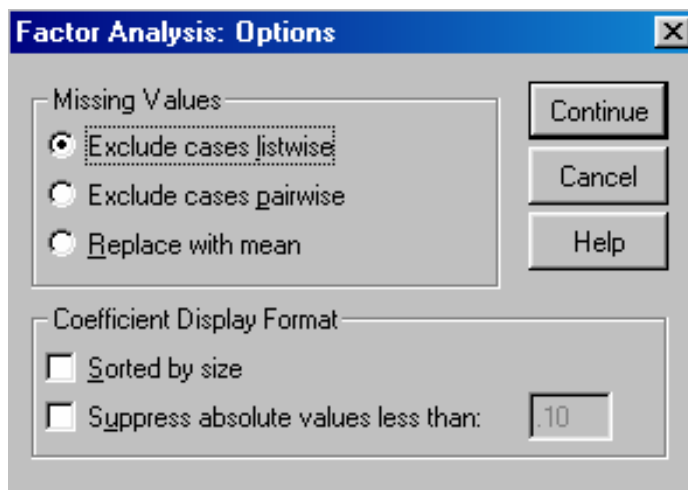 Factor Analysis: Options
Missing Values
Exclude cases listwise
Exclude cases pairwise
Replace with mean
Continue
Cancel
Help
Coefficient Display Format
Sorted by size
Suppress absolute values less than: .10